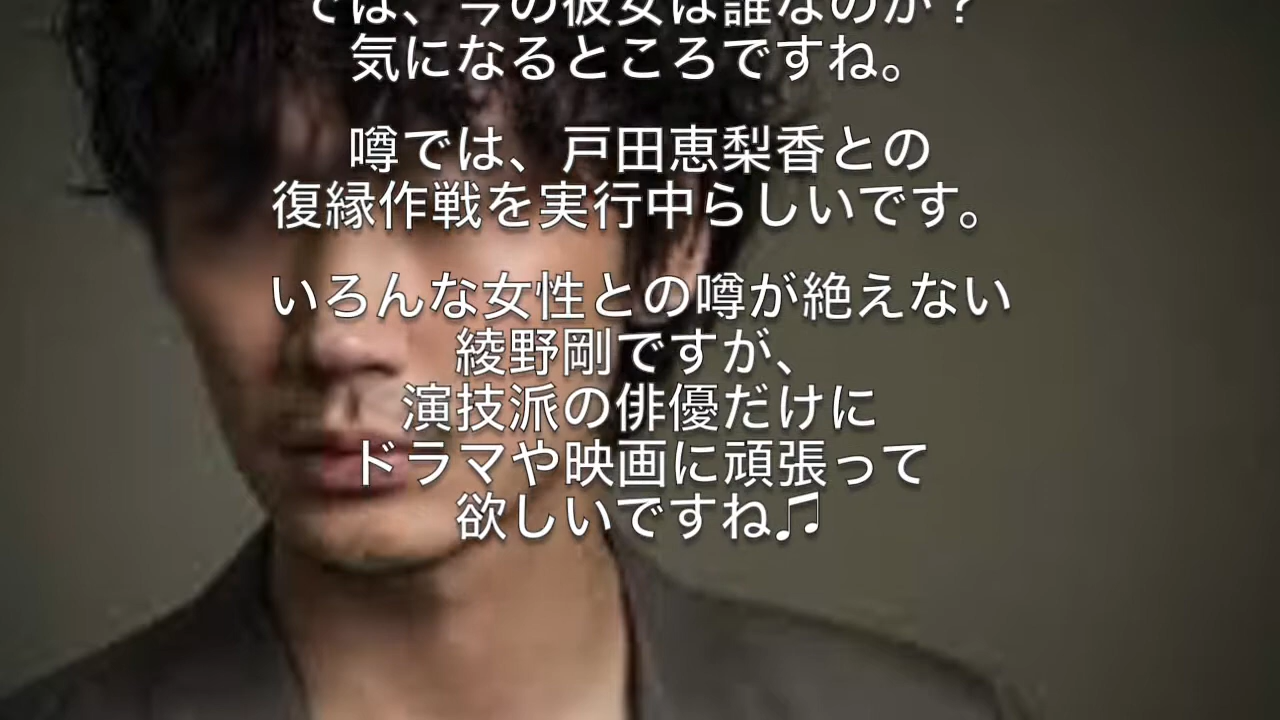 では、今の彼女は誰なのか？
気になるところですね。
噂では、戸田恵梨香との
復縁作戦を実行中らしいです。
いろんな女性との噂が絶えない
綾野剛ですが、
演技派の俳優だけに
ドラマや映画に頑張って
欲しいですね♫